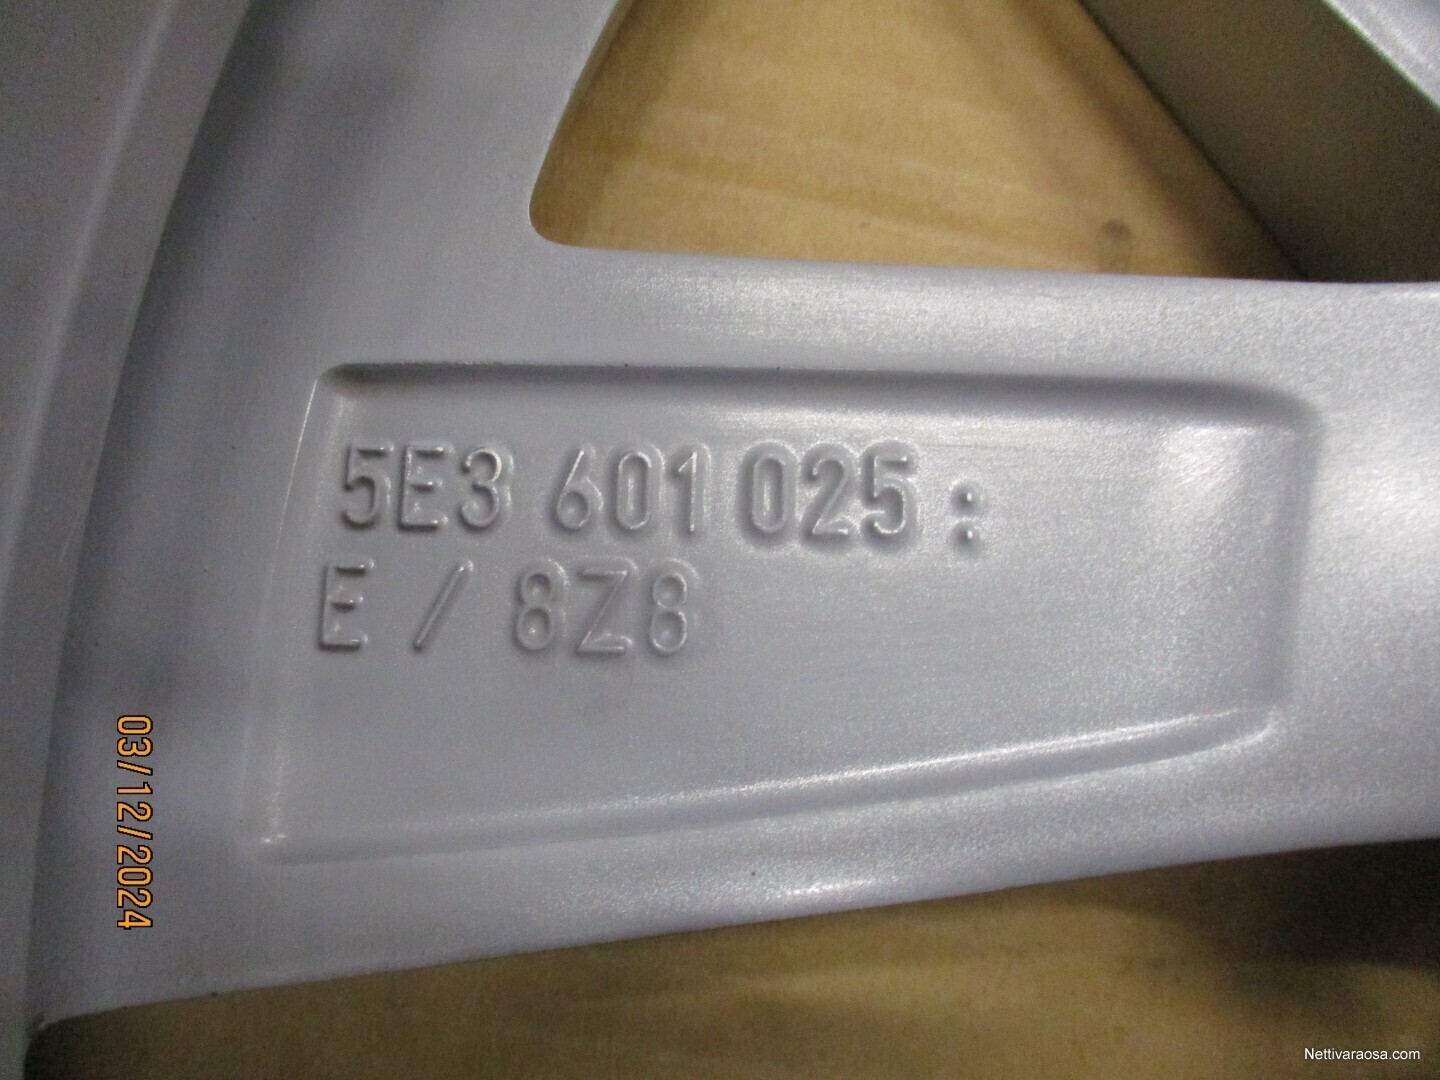 5E3 601 025 :
E / 8Z8
03/12/2024
Nettivaraosa.com